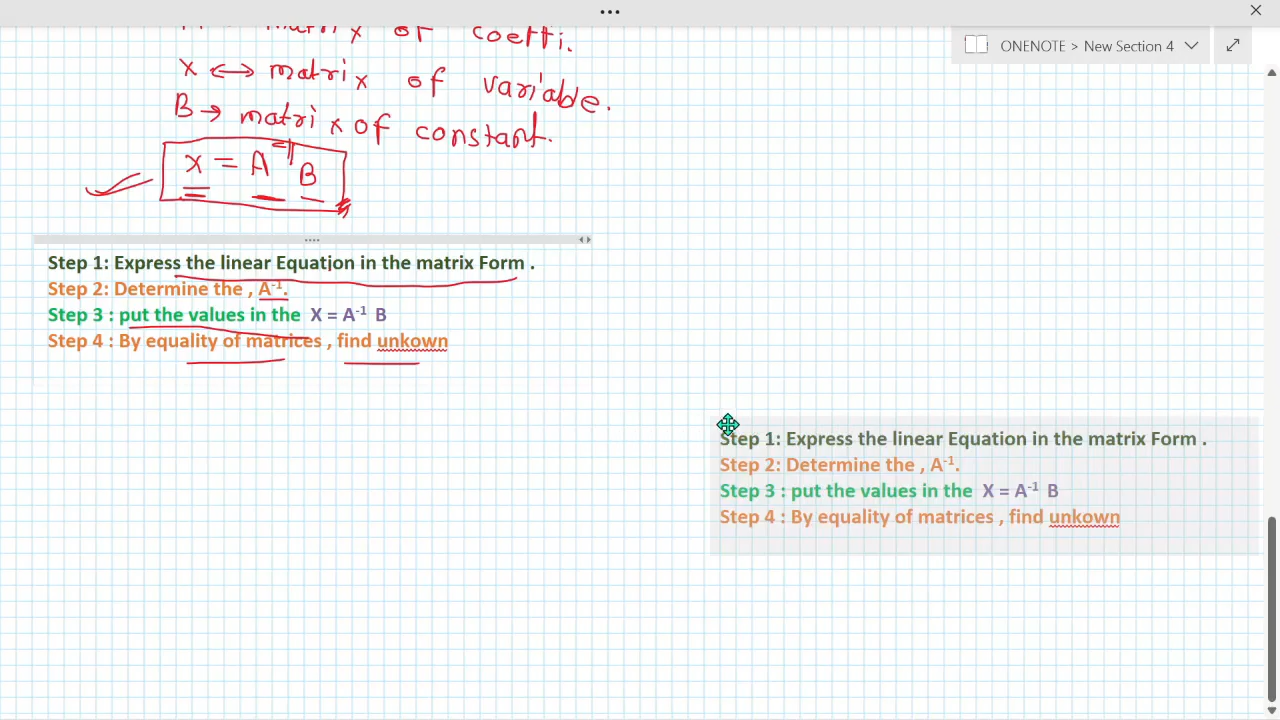 matrix of coeffi.
X ↔ matrix of variable.
B → matrix of constant.
X = A⁻¹ B
ONENOTE > New Section 4
Step 1: Express the linear Equation in the matrix Form .
Step 2: Determine the , A⁻¹.
Step 3 : put the values in the X = A⁻¹ B
Step 4 : By equality of matrices , find unkown
Step 1: Express the linear Equation in the matrix Form .
Step 2: Determine the , A⁻¹.
Step 3 : put the values in the X = A⁻¹ B
Step 4 : By equality of matrices , find unkown